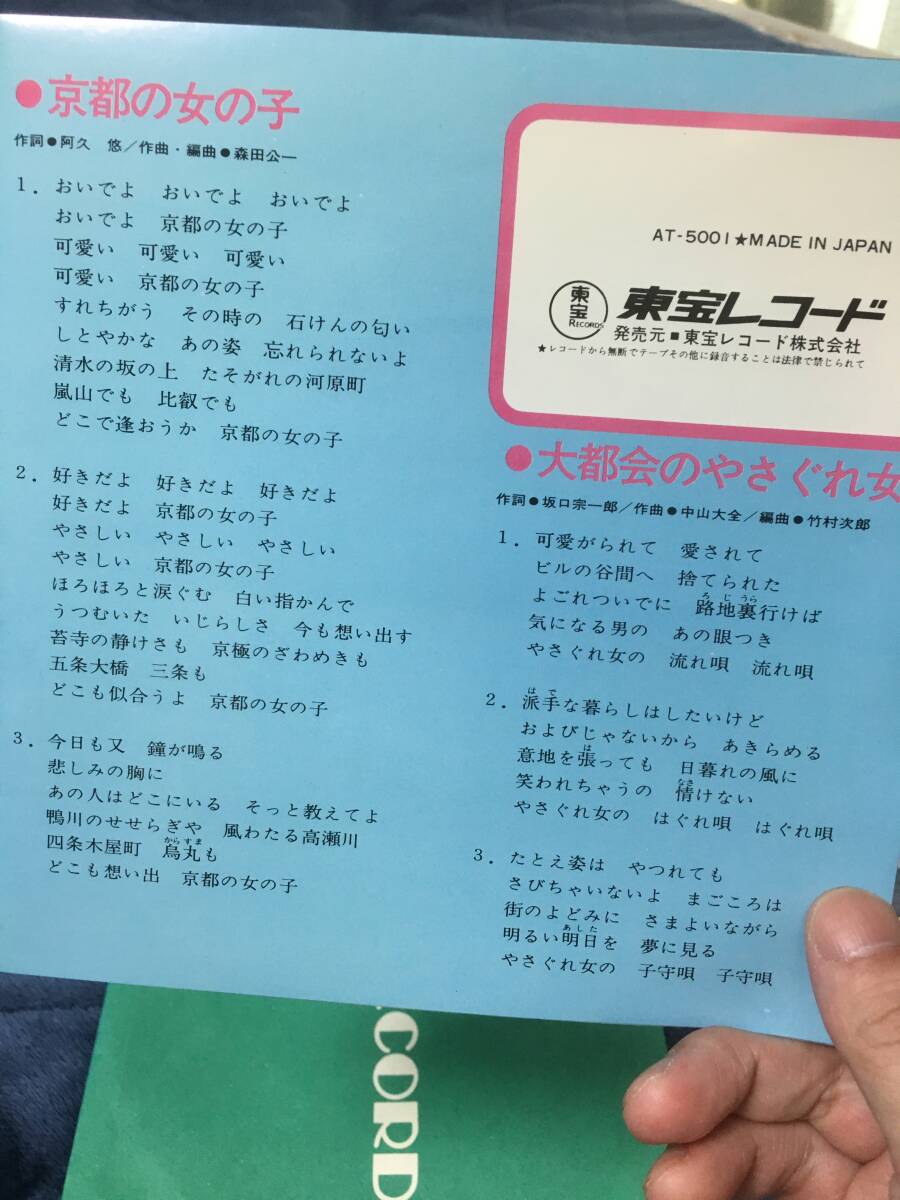 ●京都の女の子
作詞●阿久 悠／作曲・編曲●森田公一
1. おいでよ おいでよ おいでよ
おいでよ 京都の女の子
可愛い 可愛い 可愛い
可愛い 京都の女の子
すれちがう その時の 石けんの匂い
しとやかな あの姿 忘れられないよ
清水の坂の上 たそがれの河原町
嵐山でも 比叡でも
どこで逢おうか 京都の女の子
2. 好きだよ 好きだよ 好きだよ
好きだよ 京都の女の子
やさしい やさしい やさしい
やさしい 京都の女の子
ほろほろと涙ぐむ 白い指かんで
うつむいた いじらしさ 今も想い出す
苔寺の静けさも 京極のざわめきも
五条大橋 三条も
どこも似合うよ 京都の女の子
3. 今日も又 鐘が鳴る
悲しみの胸に
あの人はどこにいる そっと教えてよ
鴨川のせせらぎや 風わたる高瀬川
からすま
四条木屋町 烏丸も
どこも想い出 京都の女の子
AT-5001★MADE IN JAPAN
東宝
RECORDS
東宝レコード
発売元■東宝レコード株式会社
★レコードから無断でテープその他に録音することは法律で禁じられて
●大都会のやさぐれ女
作詞●坂口宗一郎／作曲●中山大全／編曲●竹村次郎
1. 可愛がられて 愛されて
ビルの谷間へ 捨てられた
ろじうら
よごれついでに 路地裏行けば
気になる男の あの眼つき
やさぐれ女の 流れ唄 流れ唄
はで
2. 派手な暮らしはしたいけど
およびじゃないから あきらめる
は
意地を張っても 日暮れの風に
なさ
笑われちゃうの 情けない
やさぐれ女の はぐれ唄 はぐれ唄
3. たとえ姿は やつれても
さびちゃいないよ まごころは
街のよどみに さまよいながら
あした
明るい明日を 夢に見る
やさぐれ女の 子守唄 子守唄
CORD